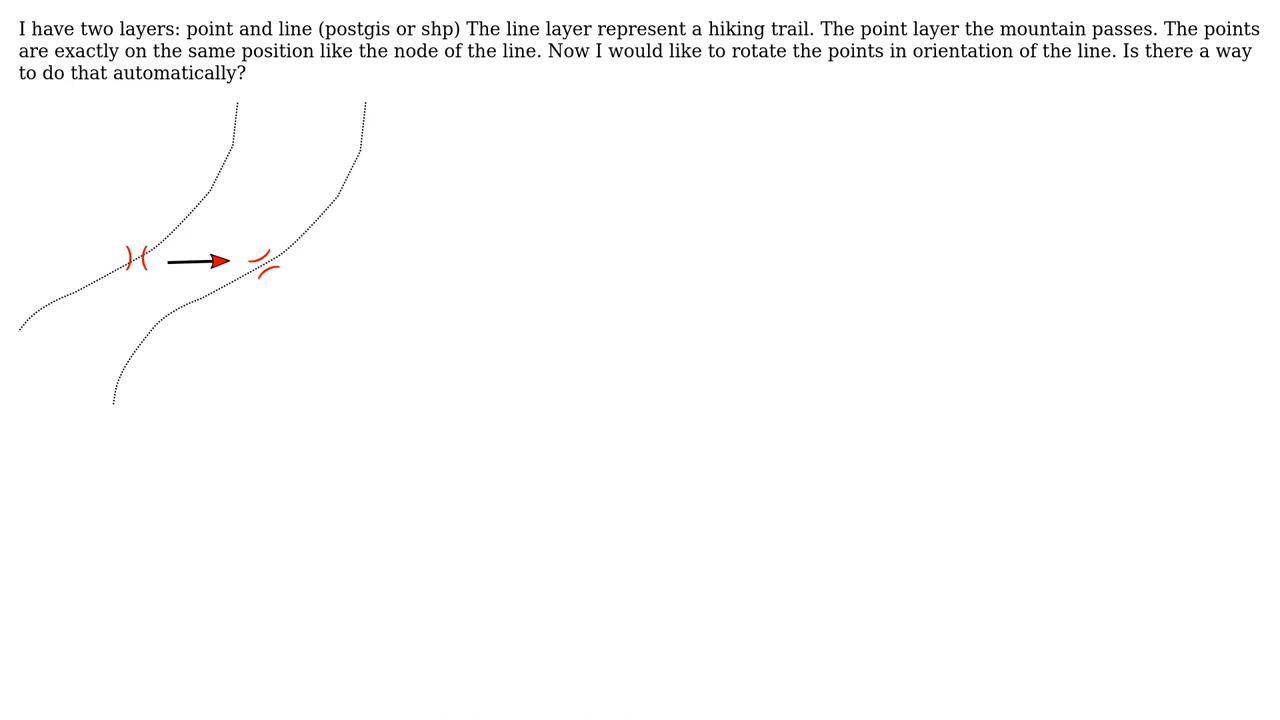 I have two layers: point and line (postgis or shp) The line layer represent a hiking trail. The point layer the mountain passes. The points
are exactly on the same position like the node of the line. Now I would like to rotate the points in orientation of the line. Is there a way
to do that automatically?